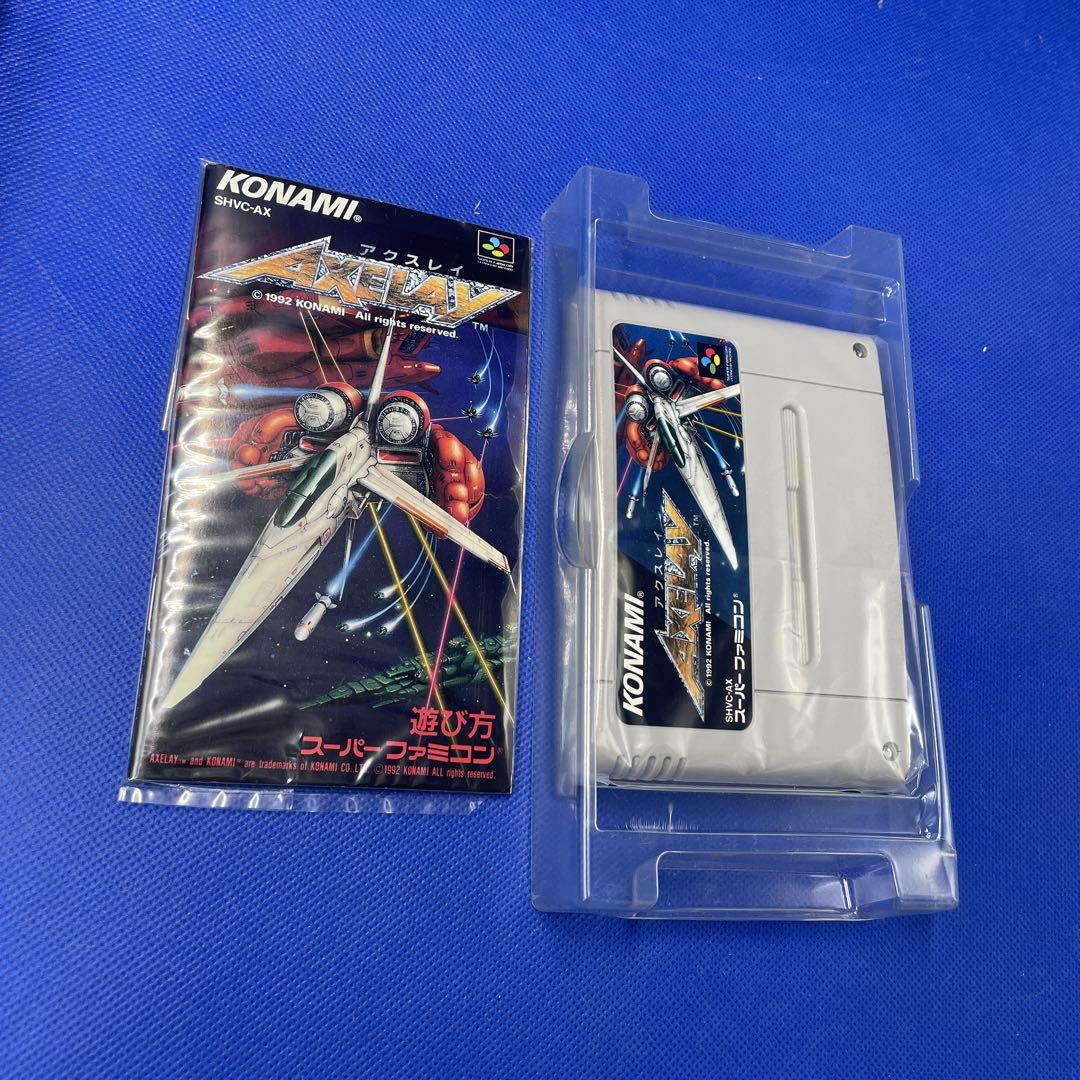 KONAMI®
SHVC-AX
アクスレイ
AXELAY™
© 1992 KONAMI All rights reserved.
遊び方
スーパーファミコン®
AXELAY™ and KONAMI® are trademarks of KONAMI CO., LTD. © 1992 KONAMI ALL rights reserved.
KONAMI®
アクスレイ
AXELAY™
© 1992 KONAMI All rights reserved.
SHVC-AX
スーパーファミコン®